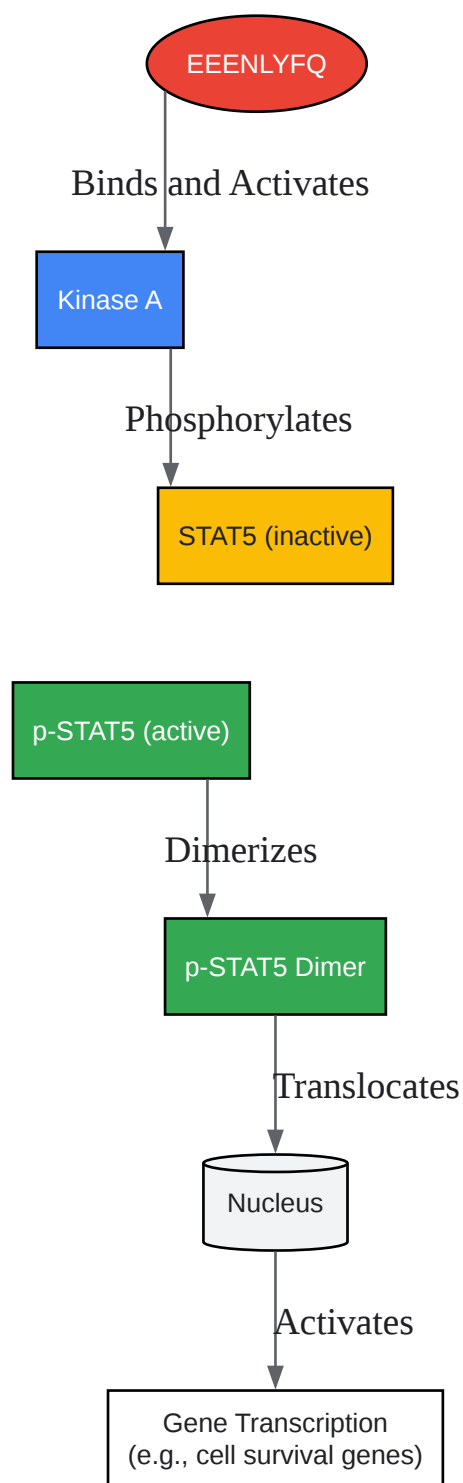 EEENLYFQ
Binds and Activates
Kinase A
Phosphorylates
STAT5 (inactive)
p-STAT5 (active)
Dimerizes
p-STAT5 Dimer
Translocates
Nucleus
Activates
Gene Transcription
(e.g., cell survival genes)